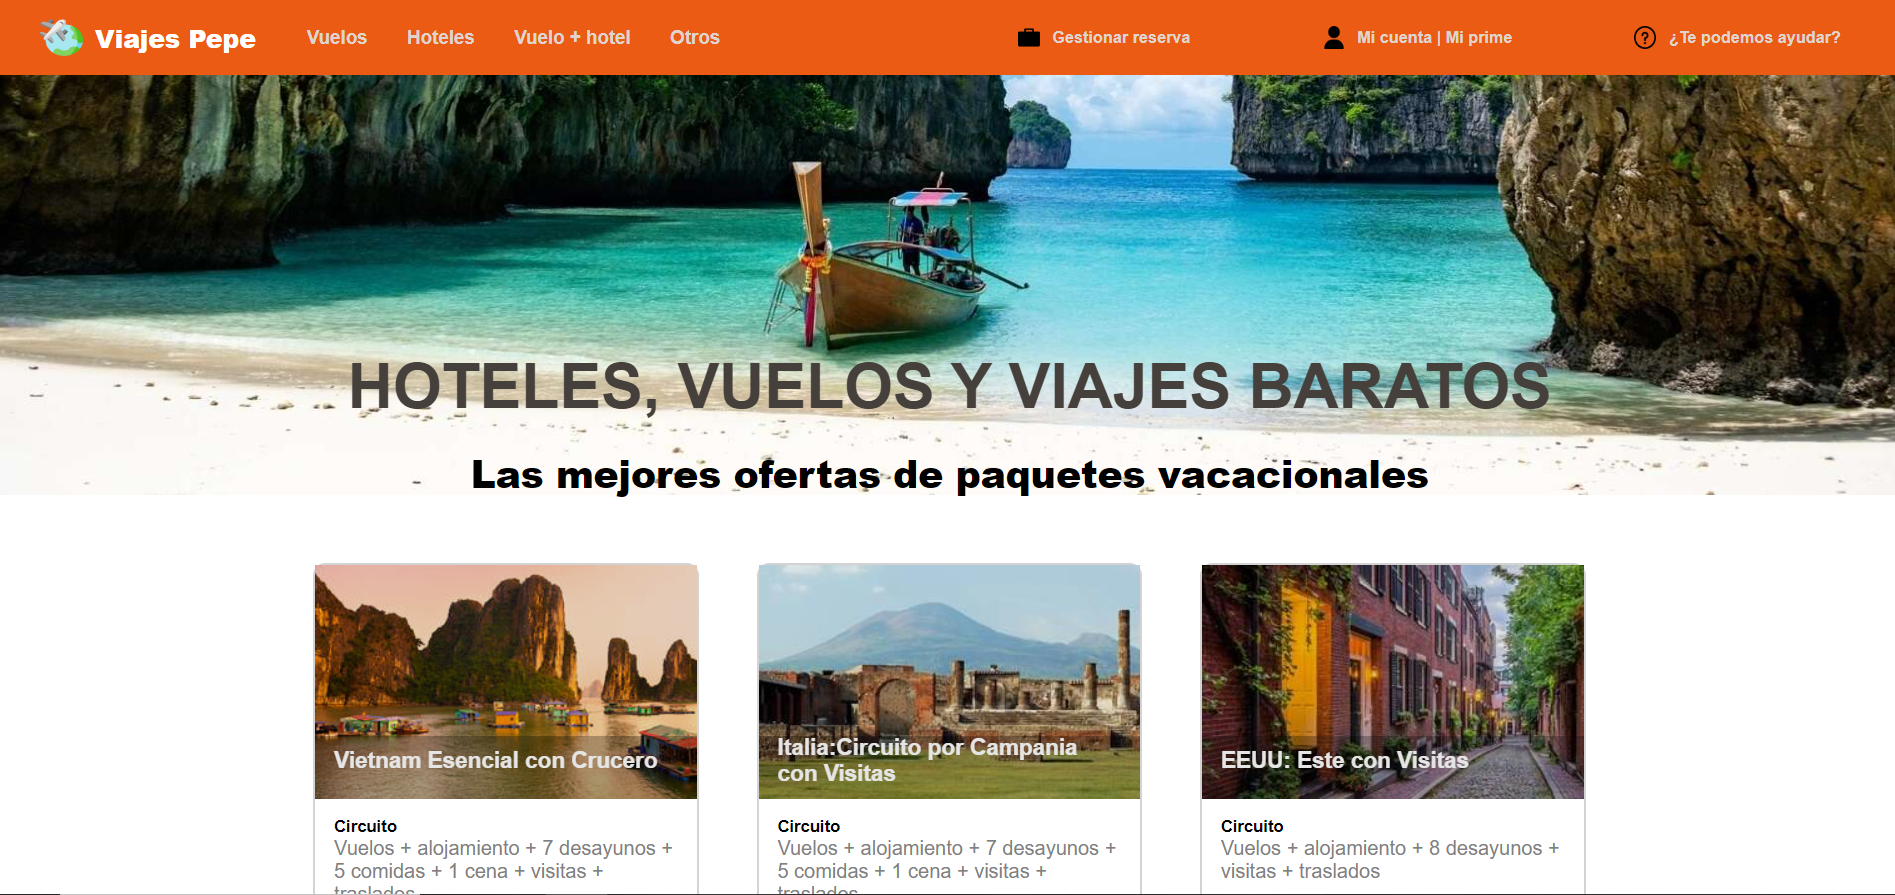 Viajes Pepe
Vuelos
Hoteles
Vuelo + hotel
Otros
Gestionar reserva
Mi cuenta | Mi prime
¿Te podemos ayudar?
HOTELES, VUELOS Y VIAJES BARATOS
Las mejores ofertas de paquetes vacacionales
Vietnam Esencial con Crucero
Circuito
Vuelos + alojamiento + 7 desayunos +
5 comidas + 1 cena + visitas +
traslados
Italia:Circuito por Campania
con Visitas
Circuito
Vuelos + alojamiento + 7 desayunos +
5 comidas + 1 cena + visitas +
traslados
EEUU: Este con Visitas
Circuito
Vuelos + alojamiento + 8 desayunos +
visitas + traslados